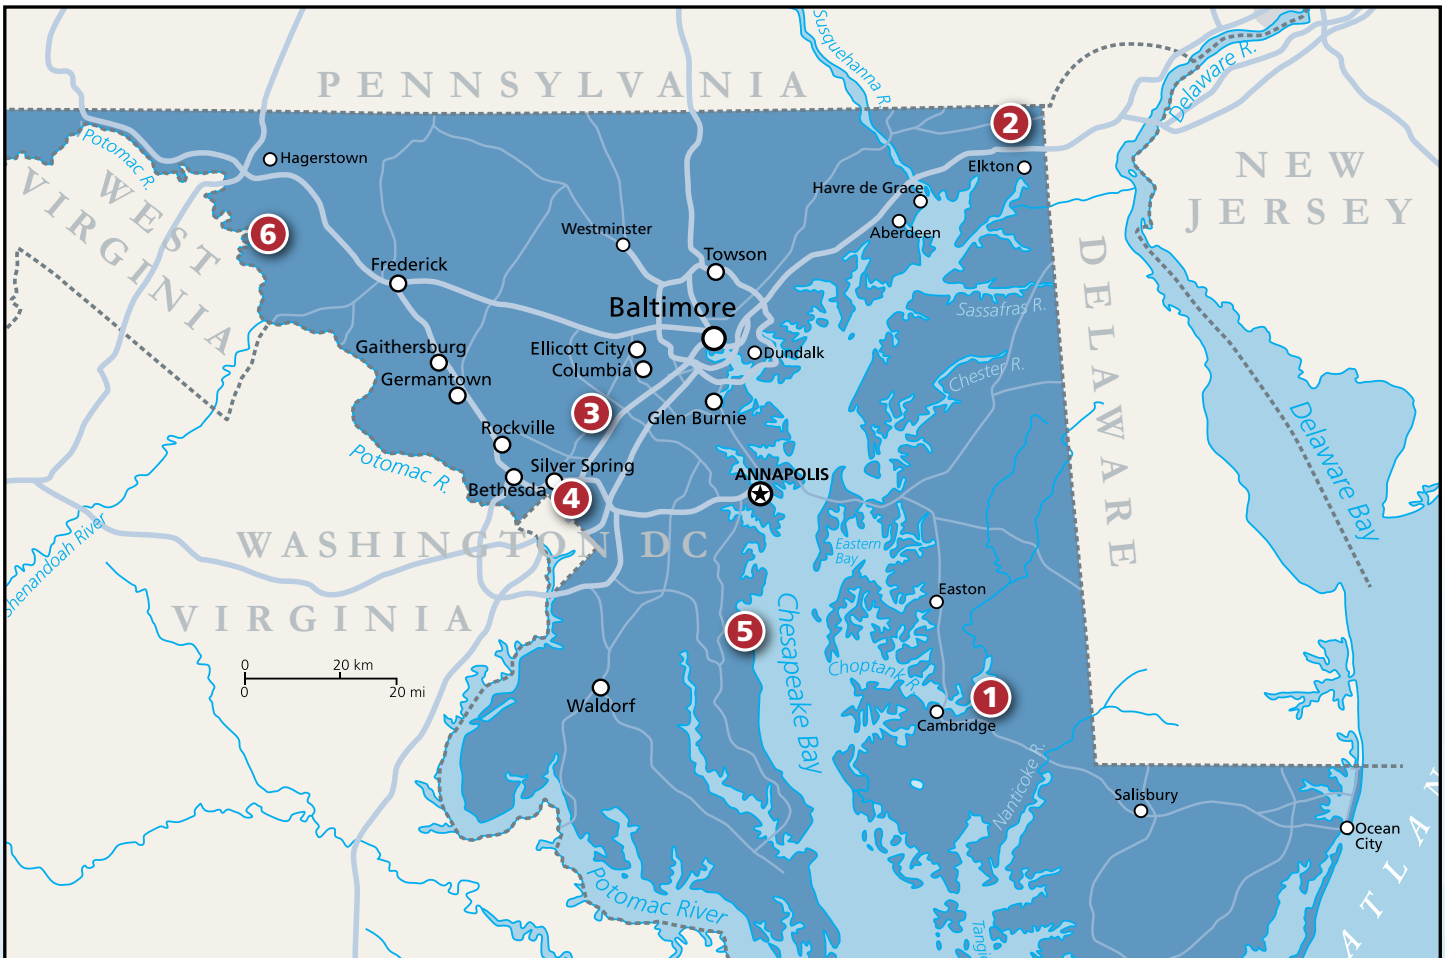 PENNSYLVANIA
Susquehanna R.
Delaware R.
2
Potomac R.
Hagerstown
Elkton
NEW
JERSEY
WEST
VIRGINIA
Havre de Grace
Aberdeen
6
Westminster
Towson
Frederick
DELAWARE
Baltimore
Sassafras R.
Gaithersburg
Ellicott City
Columbia
Dundalk
Germantown
Chester R.
3
Glen Burnie
Rockville
Delaware Bay
Potomac R.
Silver Spring
Bethesda
4
ANNAPOLIS
Shenandoah River
WASHINGTON DC
Eastern
Bay
VIRGINIA
Easton
5
Chesapeake Bay
0 20 km
0 20 mi
Choptank R.
1
Waldorf
Cambridge
Nanticoke R.
Salisbury
Ocean
City
Potomac River
ATLAN
Tangi